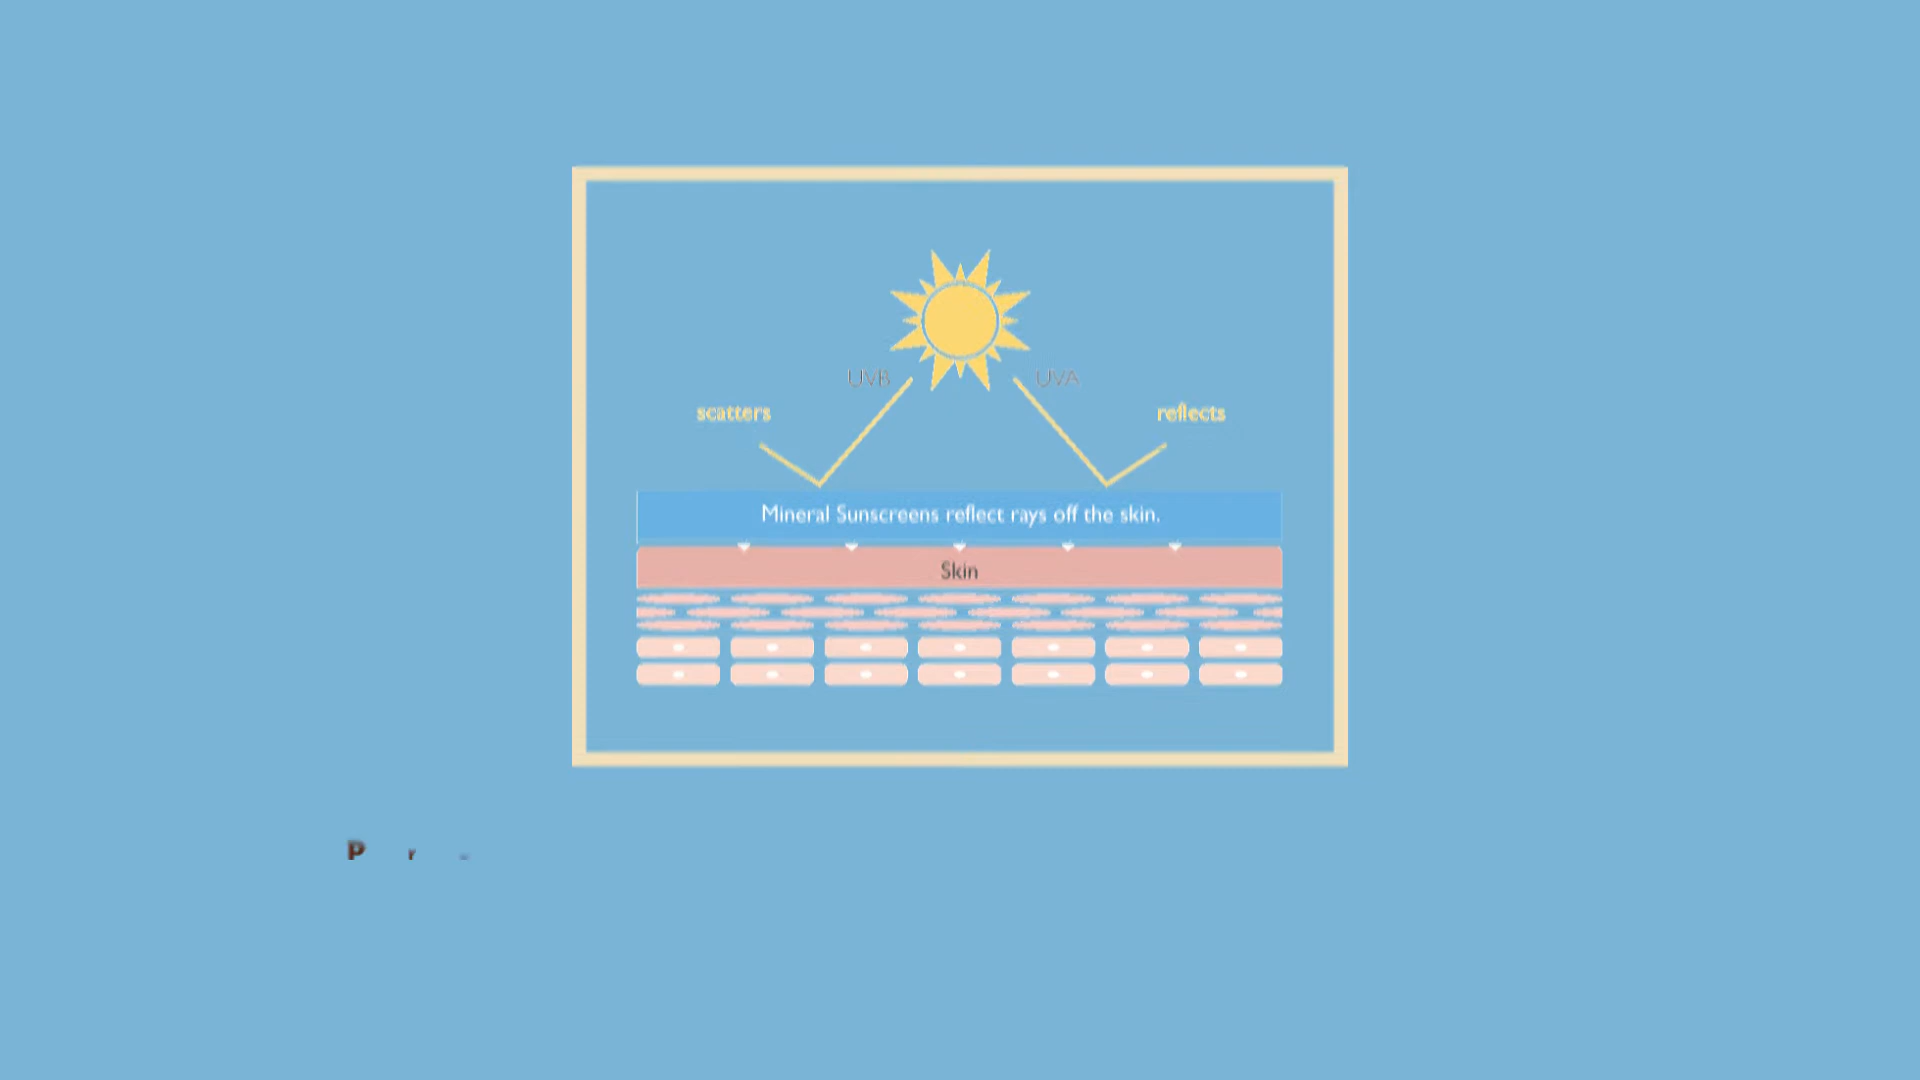 UVB UVA
scatters reflects
Mineral Sunscreens reflect rays off the skin.
Skin
P r